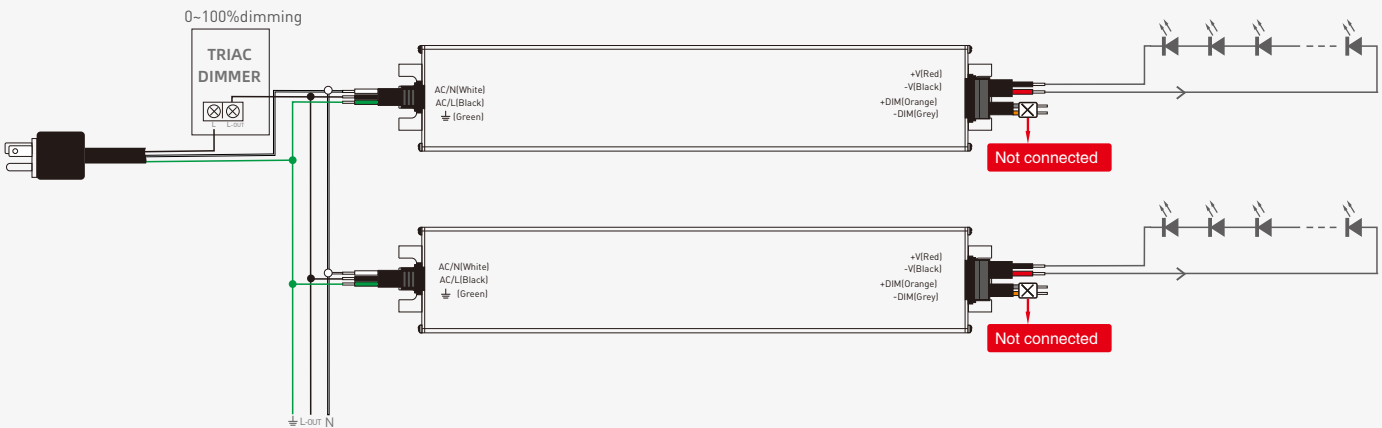 0~100%dimming
TRIAC
DIMMER
L
L-OUT
AC/N(White)
AC/L(Black)
(Green)
+V(Red)
-V(Black)
+DIM(Orange)
-DIM(Grey)
Not connected
AC/N(White)
AC/L(Black)
(Green)
+V(Red)
-V(Black)
+DIM(Orange)
-DIM(Grey)
Not connected
L-OUT N